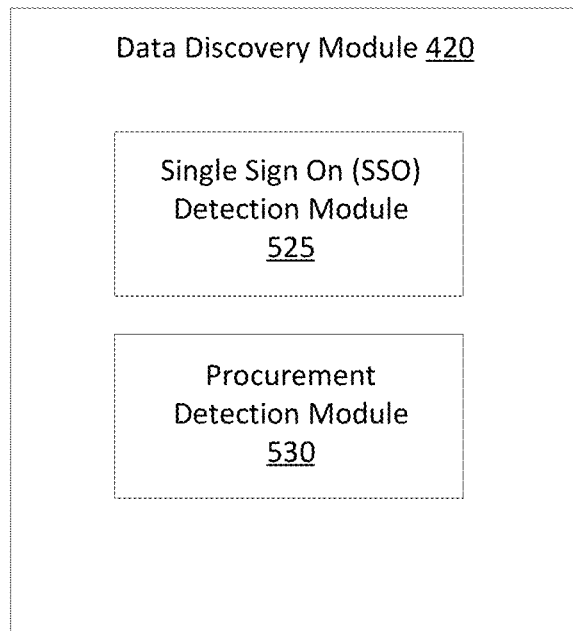 Data Discovery Module 420
Single Sign On (SSO)
Detection Module
525
Procurement
Detection Module
530